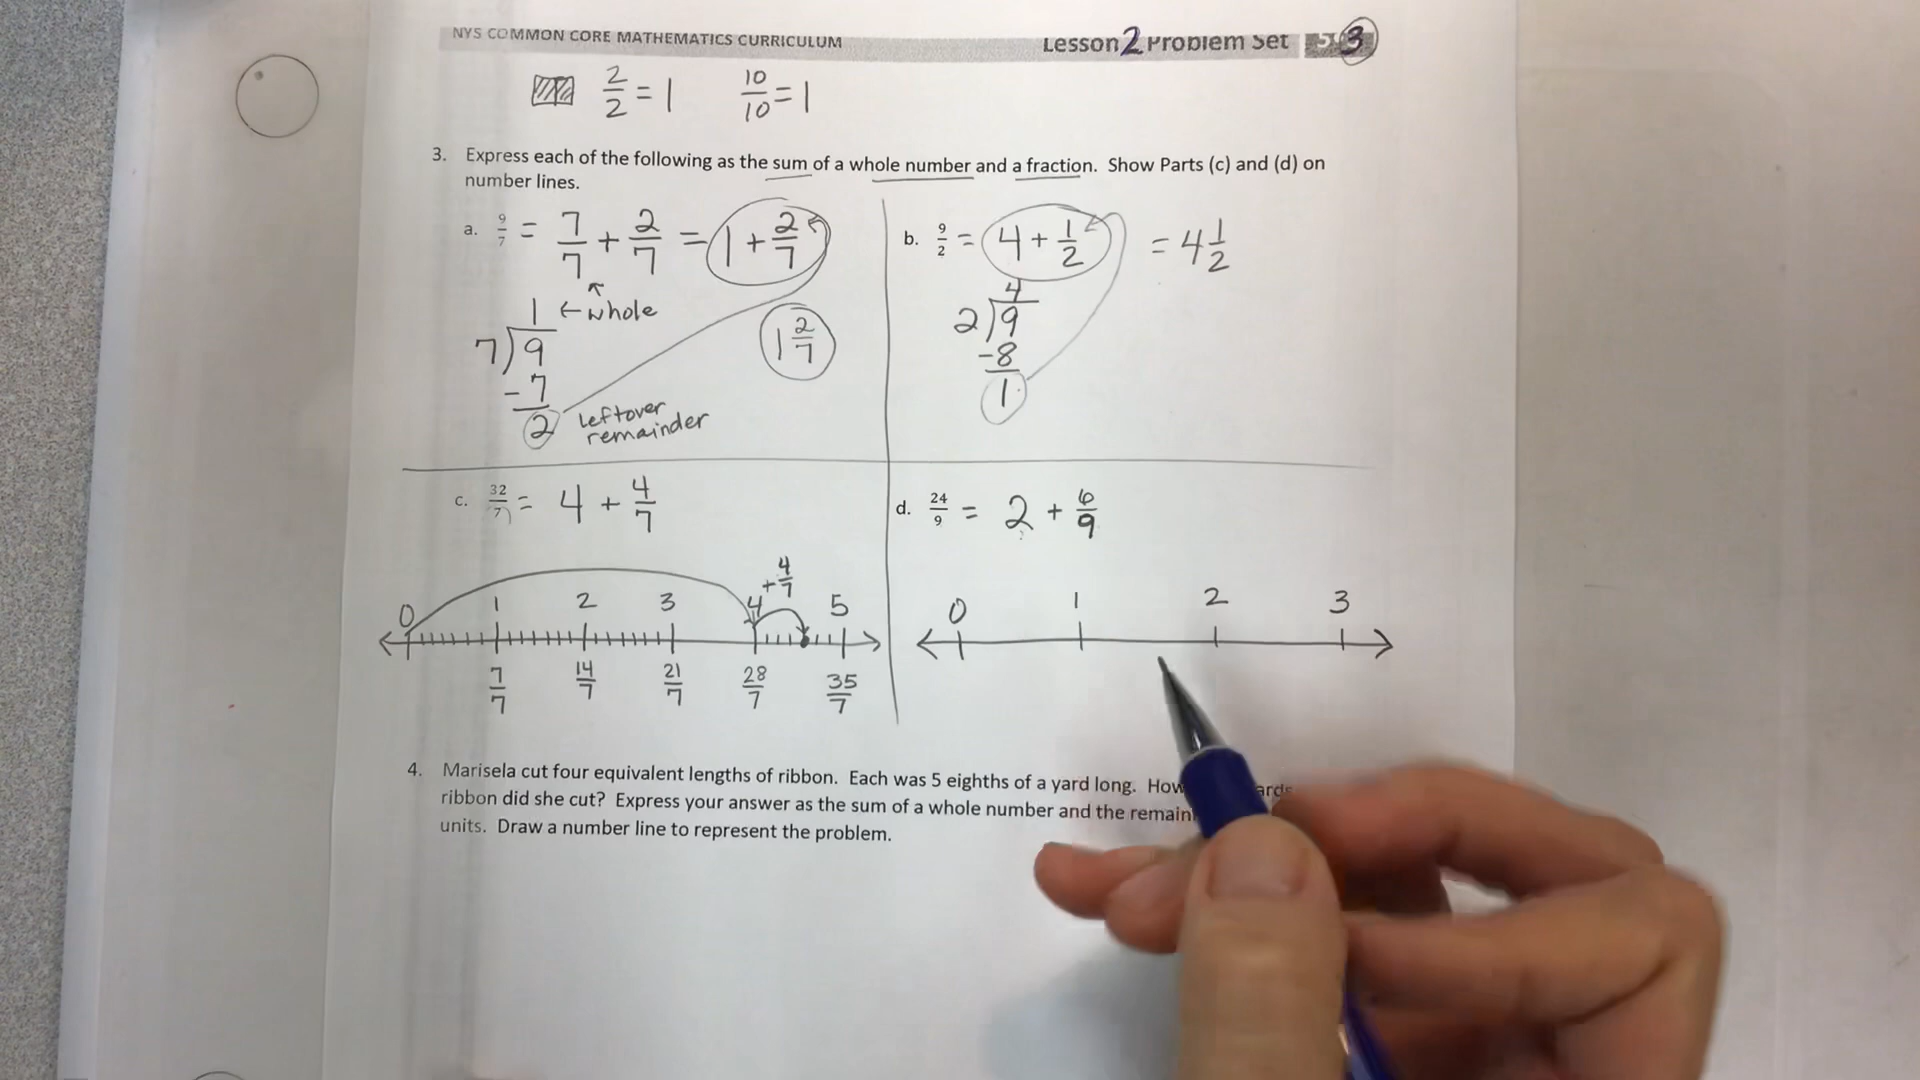 NYS COMMON CORE MATHEMATICS CURRICULUM Lesson 2 Problem Set 3
2/2 = 1 10/10 = 1
3. Express each of the following as the sum of a whole number and a fraction. Show Parts (c) and (d) on
number lines.
a. 9/7 = 7/7 + 2/7 = 1 + 2/7
whole
1
7)9
-7
2
leftover
remainder
1 2/7
b. 9/2 = 4 + 1/2 = 4 1/2
4
2)9
-8
1
c. 32/7 = 4 + 4/7
+4/7
0 1 2 3 4 5
7/7 14/7 21/7 28/7 35/7
d. 24/9 = 2 + 6/9
0 1 2 3
4. Marisela cut four equivalent lengths of ribbon. Each was 5 eighths of a yard long.
ribbon did she cut? Express your answer as the sum of a whole number and the
units. Draw a number line to represent the problem.